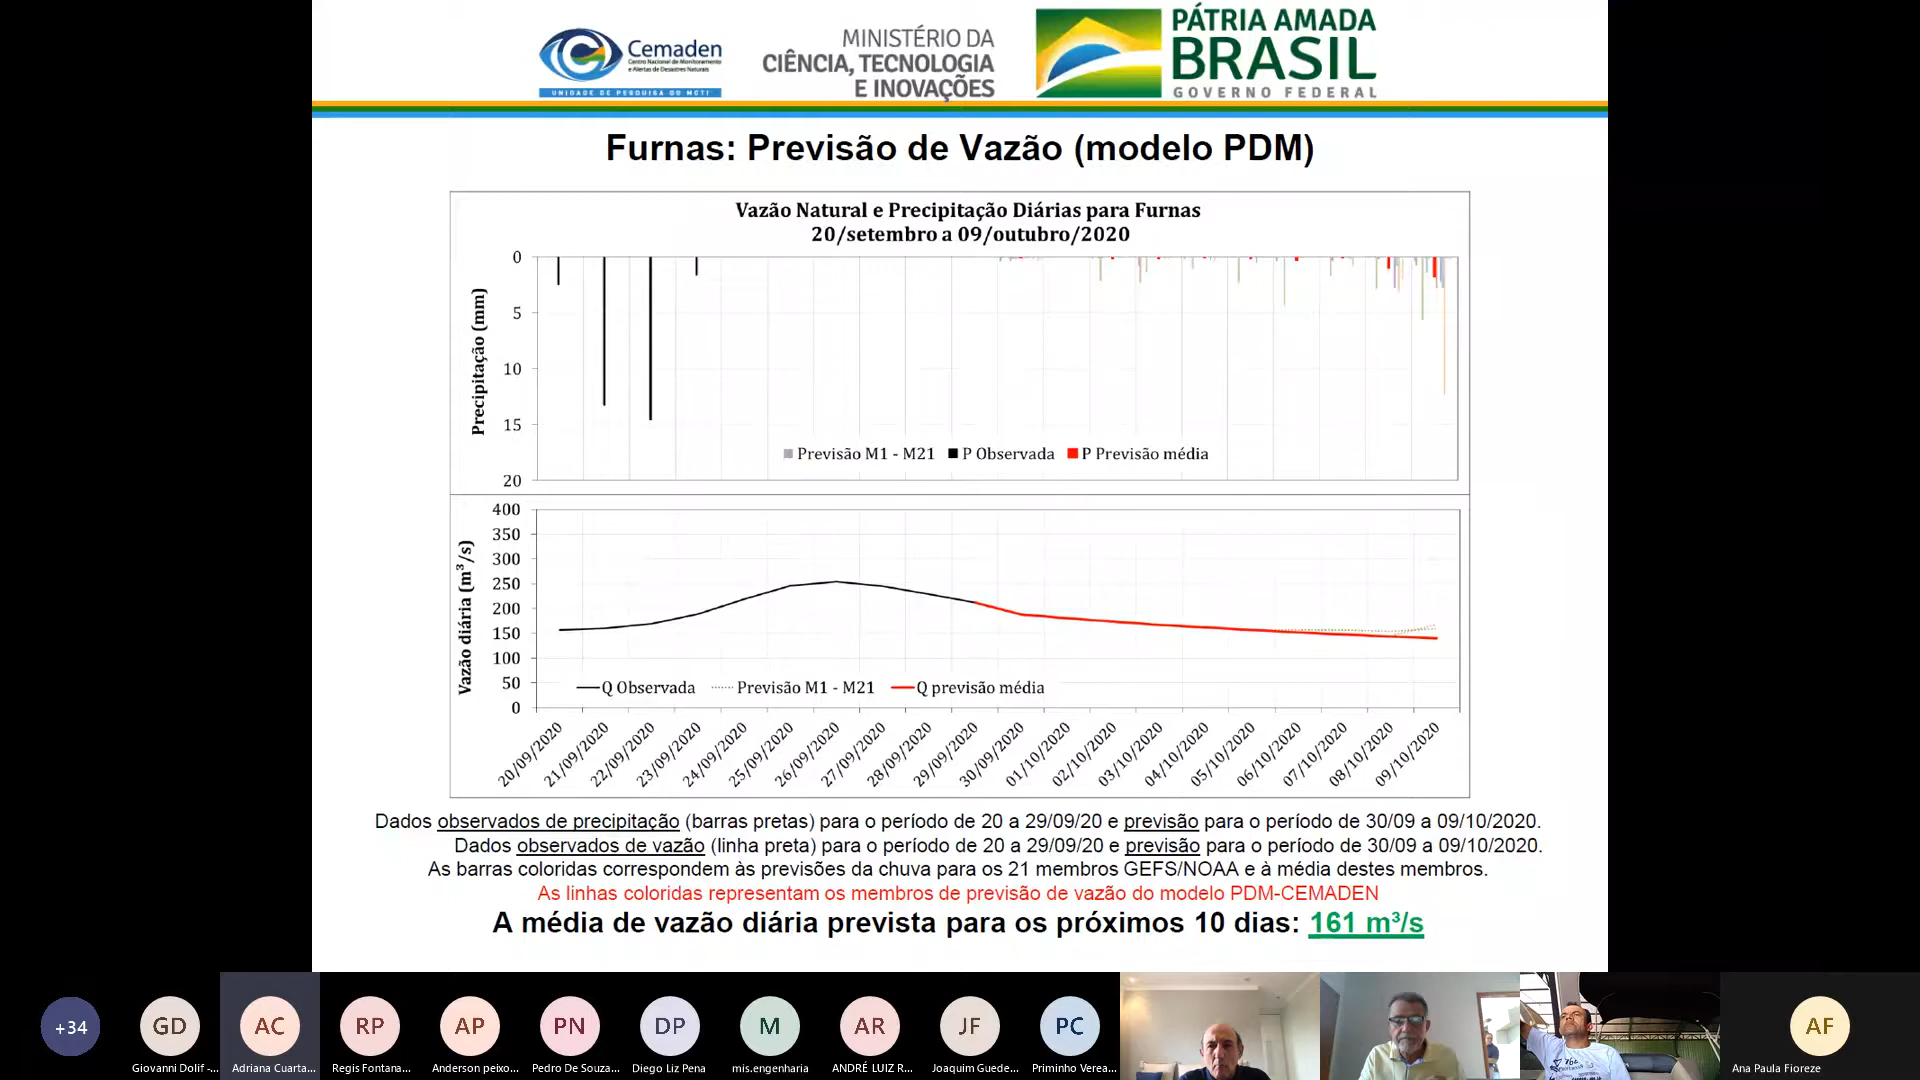 Cemaden
Centro Nacional de Monitoramento
e Alertas de Desastres Naturais
UNIDADE DE PESQUISA DO MCTI
MINISTÉRIO DA
CIÊNCIA, TECNOLOGIA
E INOVAÇÕES
PÁTRIA AMADA
BRASIL
GOVERNO FEDERAL
Furnas: Previsão de Vazão (modelo PDM)
Vazão Natural e Precipitação Diárias para Furnas
20/setembro a 09/outubro/2020
Precipitação (mm)
0
5
10
15
20
Previsão M1 - M21 P Observada P Previsão média
Vazão diária (m³/s)
400
350
300
250
200
150
100
50
0
Q Observada Previsão M1 - M21 Q previsão média
20/09/2020 21/09/2020 22/09/2020 23/09/2020 24/09/2020 25/09/2020 26/09/2020 27/09/2020 28/09/2020 29/09/2020 30/09/2020 01/10/2020 02/10/2020 03/10/2020 04/10/2020 05/10/2020 06/10/2020 07/10/2020 08/10/2020 09/10/2020
Dados observados de precipitação (barras pretas) para o período de 20 a 29/09/20 e previsão para o período de 30/09 a 09/10/2020.
Dados observados de vazão (linha preta) para o período de 20 a 29/09/20 e previsão para o período de 30/09 a 09/10/2020.
As barras coloridas correspondem às previsões da chuva para os 21 membros GEFS/NOAA e à média destes membros.
As linhas coloridas representam os membros de previsão de vazão do modelo PDM-CEMADEN
A média de vazão diária prevista para os próximos 10 dias: 161 m³/s
+34 GD AC RP AP PN DP M AR JF PC AF
Giovanni Dolif -... Adriana Cuarta... Regis Fontana... Anderson peixo... Pedro De Souza... Diego Liz Pena mis.engenharia ANDRÉ LUIZ R... Joaquim Guede... Priminho Verea... Ana Paula Fioreze